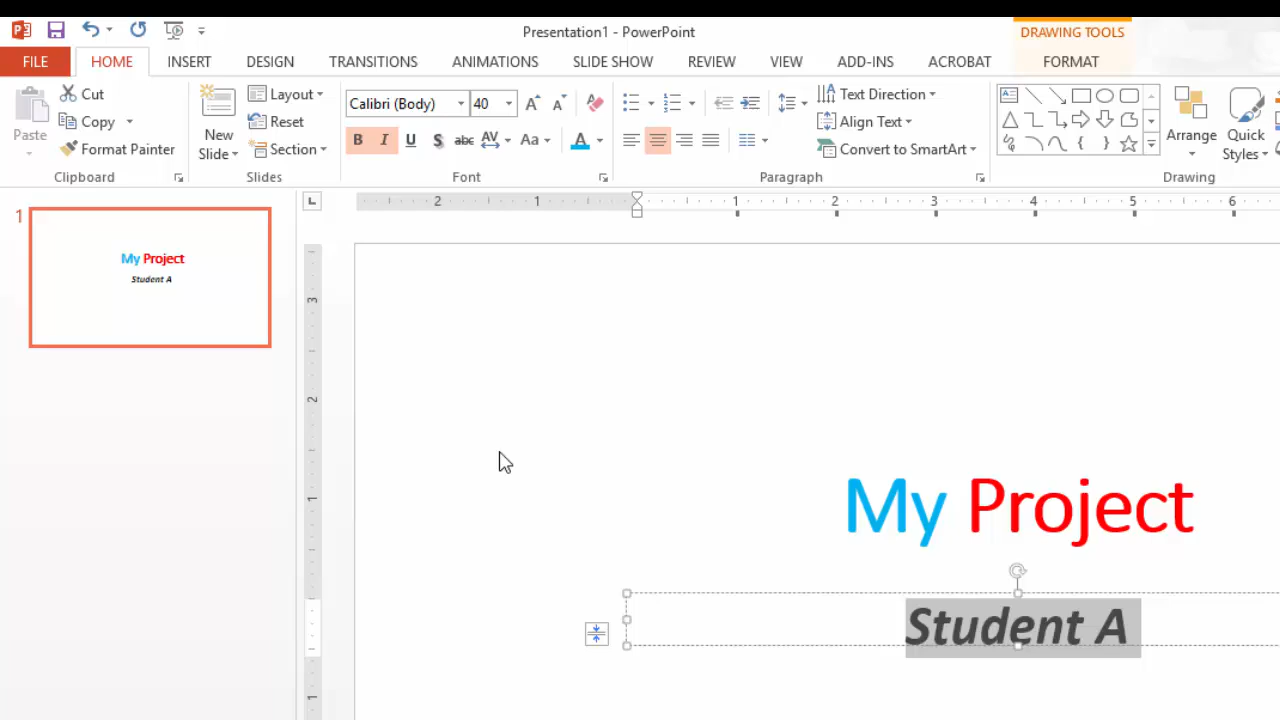 Presentation1 - PowerPoint
DRAWING TOOLS
FILE HOME INSERT DESIGN TRANSITIONS ANIMATIONS SLIDE SHOW REVIEW VIEW ADD-INS ACROBAT FORMAT
Paste
Cut
Copy
Format Painter
Clipboard
New
Slide
Layout
Reset
Section
Slides
Calibri (Body) 40
B I U S abc AV Aa A
Font
Text Direction
Align Text
Convert to SmartArt
Paragraph
Arrange
Quick
Styles
Drawing
2 1 1 2 3 4 5 6
1
My Project
Student A
3
2
1
1
My Project
Student A